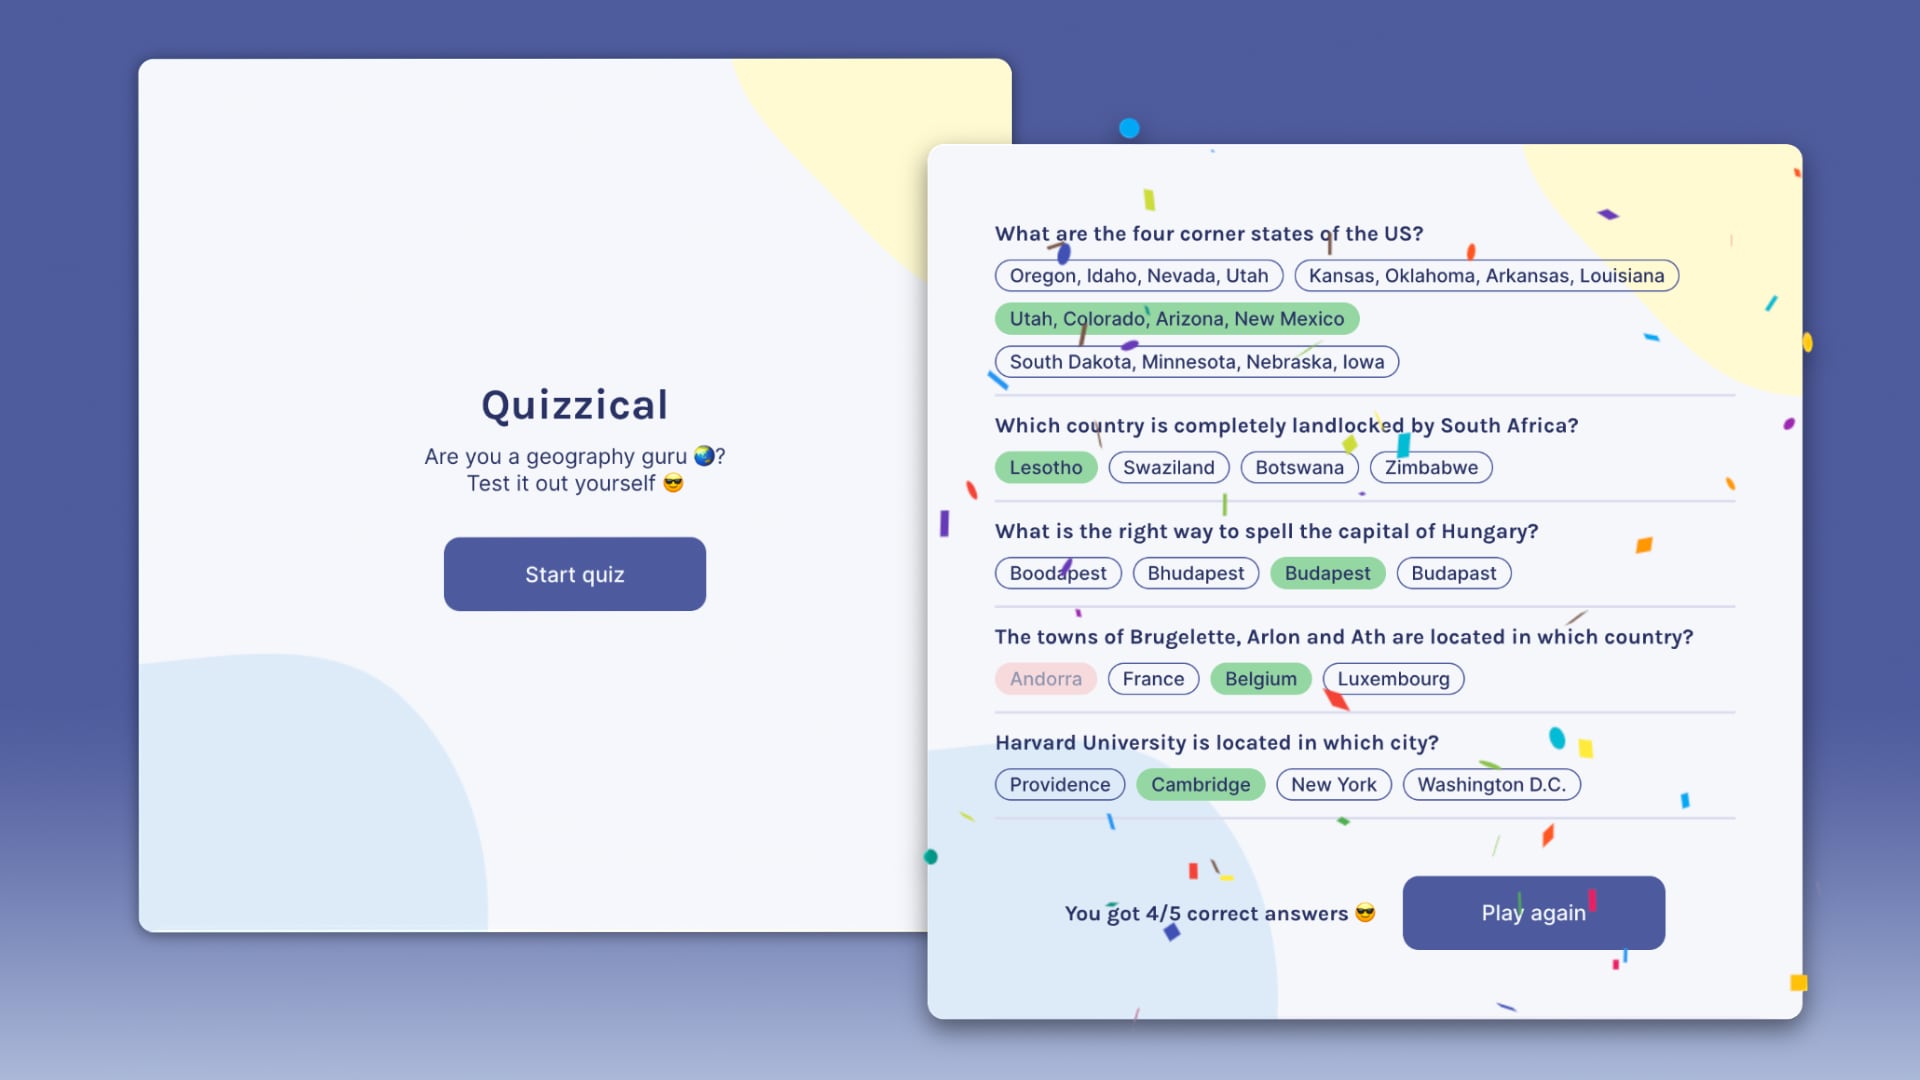 Quizzical
Are you a geography guru 🌏?
Test it out yourself 😎
Start quiz
What are the four corner states of the US?
Oregon, Idaho, Nevada, Utah
Kansas, Oklahoma, Arkansas, Louisiana
Utah, Colorado, Arizona, New Mexico
South Dakota, Minnesota, Nebraska, Iowa
Which country is completely landlocked by South Africa?
Lesotho
Swaziland
Botswana
Zimbabwe
What is the right way to spell the capital of Hungary?
Boodapest
Bhudapest
Budapest
Budapast
The towns of Brugelette, Arlon and Ath are located in which country?
Andorra
France
Belgium
Luxembourg
Harvard University is located in which city?
Providence
Cambridge
New York
Washington D.C.
You got 4/5 correct answers 😎
Play again